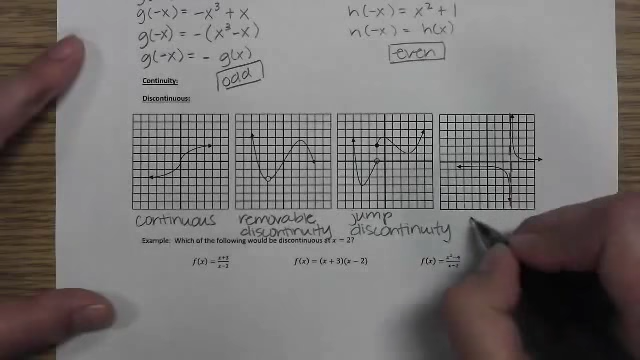 g(-x) = -x³ + x
g(-x) = -(x³ - x)
g(-x) = - g(x)
odd
h(-x) = x² + 1
h(-x) = h(x)
even
Continuity:
Discontinuous:
continuous
removable
discontinuity
jump
discontinuity
Example: Which of the following would be discontinuous at x = 2?
f(x) = (x + 3)(x − 2)